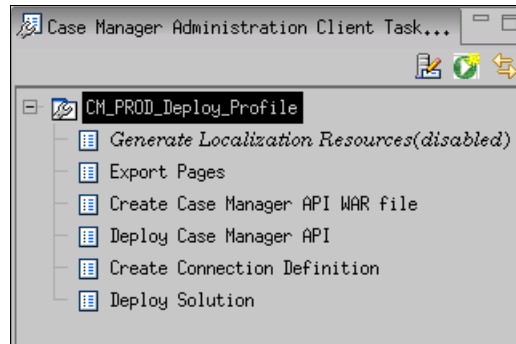 Case Manager Administration Client Task...
CM_PROD_Deploy_Profile
Generate Localization Resources(disabled)
Export Pages
Create Case Manager API WAR file
Deploy Case Manager API
Create Connection Definition
Deploy Solution